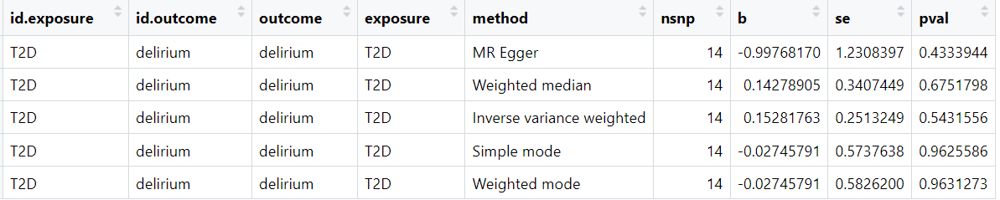 id.exposure id.outcome outcome exposure method nsnp b se pval
T2D delirium delirium T2D MR Egger 14 -0.99768170 1.2308397 0.4333944
T2D delirium delirium T2D Weighted median 14 0.14278905 0.3407449 0.6751798
T2D delirium delirium T2D Inverse variance weighted 14 0.15281763 0.2513249 0.5431556
T2D delirium delirium T2D Simple mode 14 -0.02745791 0.5737638 0.9625586
T2D delirium delirium T2D Weighted mode 14 -0.02745791 0.5826200 0.9631273